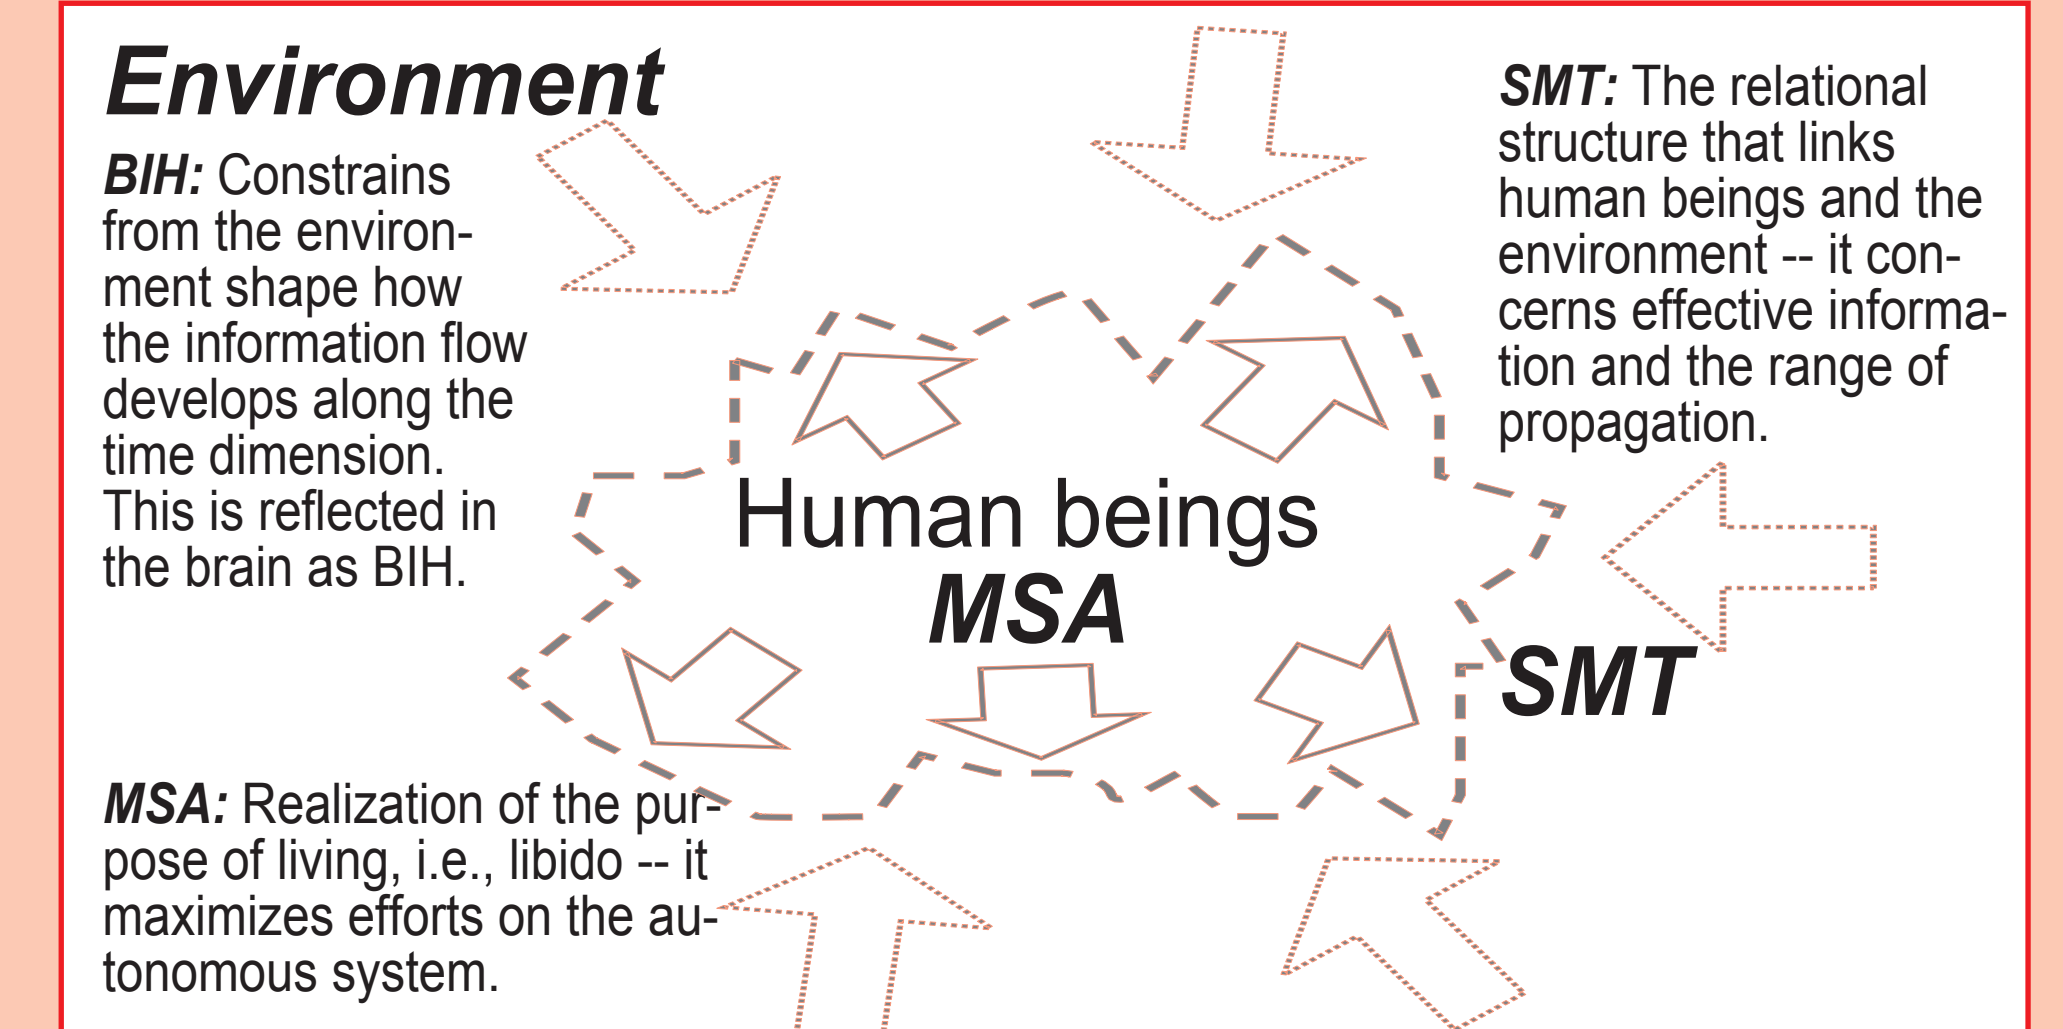 Environment
BIH: Constrains
from the environ-
ment shape how
the information flow
develops along the
time dimension.
This is reflected in
the brain as BIH.
SMT: The relational
structure that links
human beings and the
environment -- it con-
cerns effective informa-
tion and the range of
propagation.
Human beings
MSA
SMT
MSA: Realization of the pur-
pose of living, i.e., libido -- it
maximizes efforts on the au-
tonomous system.